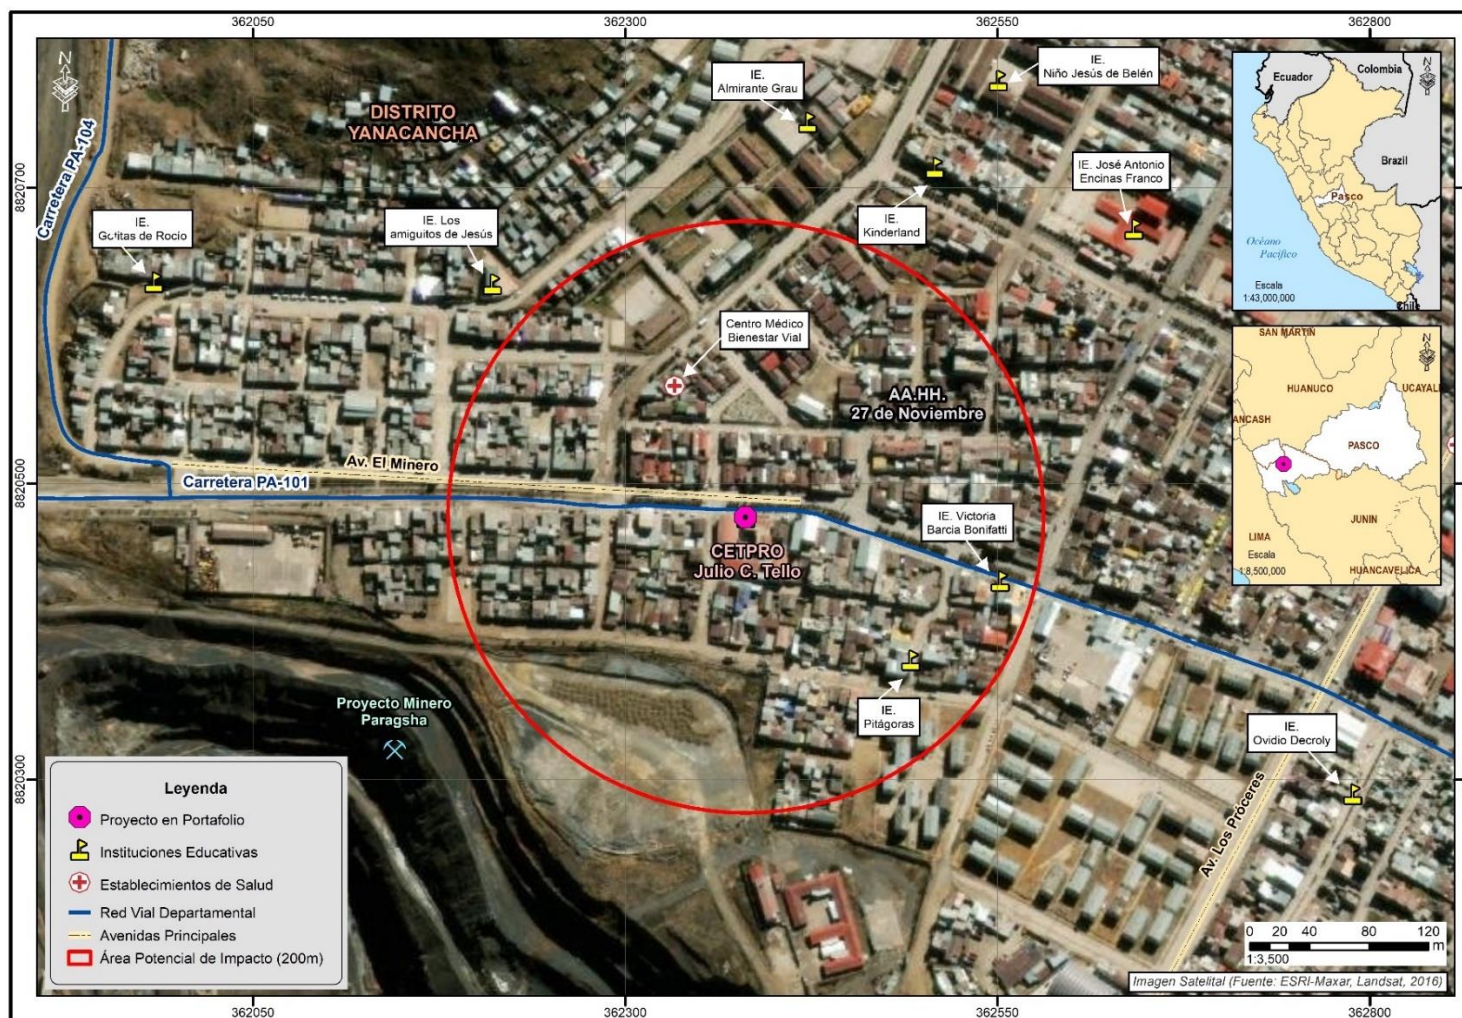 362050
362300
362550
362800
8820700
8820500
8820300
N
Carretera PA-104
DISTRITO
YANACANCHA
IE.
Almirante Grau
IE.
Niño Jesús de Belén
IE. José Antonio
Encinas Franco
IE.
Kinderland
IE.
Gotitas de Rocío
IE. Los
amiguitos de Jesús
Centro Médico
Bienestar Vial
AA.HH.
27 de Noviembre
Av. El Minero
Carretera PA-101
CETPRO
Julio C. Tello
IE. Victoria
Barcia Bonifatti
IE.
Pitágoras
Proyecto Minero
Paragsha
IE.
Ovidio Decroly
Av. Los Próceres
Ecuador
Colombia
N
Brazil
Pasco
Océano
Pacífico
Escala
1:43,000,000
Chile
SAN MARTIN
N
HUANUCO
UCAYALI
ANCASH
PASCO
JUNIN
LIMA
Escala
1:8,500,000
HUANCAVELICA
Leyenda
Proyecto en Portafolio
Instituciones Educativas
Establecimientos de Salud
Red Vial Departamental
Avenidas Principales
Área Potencial de Impacto (200m)
0 20 40 80 120
m
1:3,500
Imagen Satelital (Fuente: ESRI-Maxar, Landsat, 2016)
362050
362300
362550
362800